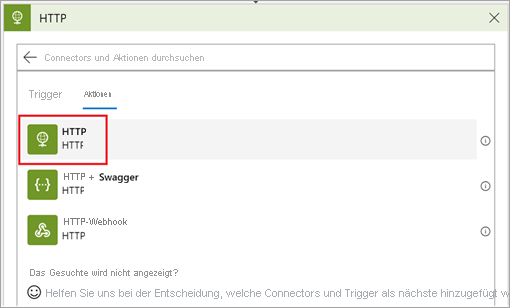 HTTP
Connectors und Aktionen durchsuchen
Trigger Aktionen
HTTP
HTTP
HTTP + Swagger
HTTP
HTTP-Webhook
HTTP
Das Gesuchte wird nicht angezeigt?
Helfen Sie uns bei der Entscheidung, welche Connectors und Trigger als nächste hinzugefügt